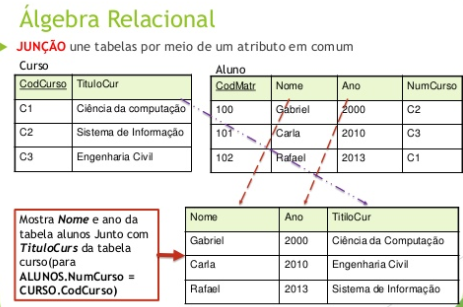 Álgebra Relacional
JUNÇÃO une tabelas por meio de um atributo em comum
Curso
CodCurso TituloCur
C1 Ciência da computação
C2 Sistema de Informação
C3 Engenharia Civil
Aluno
CodMatr Nome Ano NumCurso
100 Gabriel 2000 C2
101 Carla 2010 C3
102 Rafael 2013 C1
Mostra Nome e ano da
tabela alunos Junto com
TituloCurs da tabela
curso(para
ALUNOS.NumCurso =
CURSO.CodCurso)
Nome Ano TitiloCur
Gabriel 2000 Ciência da Computação
Carla 2010 Engenharia Civil
Rafael 2013 Sistema de Informação